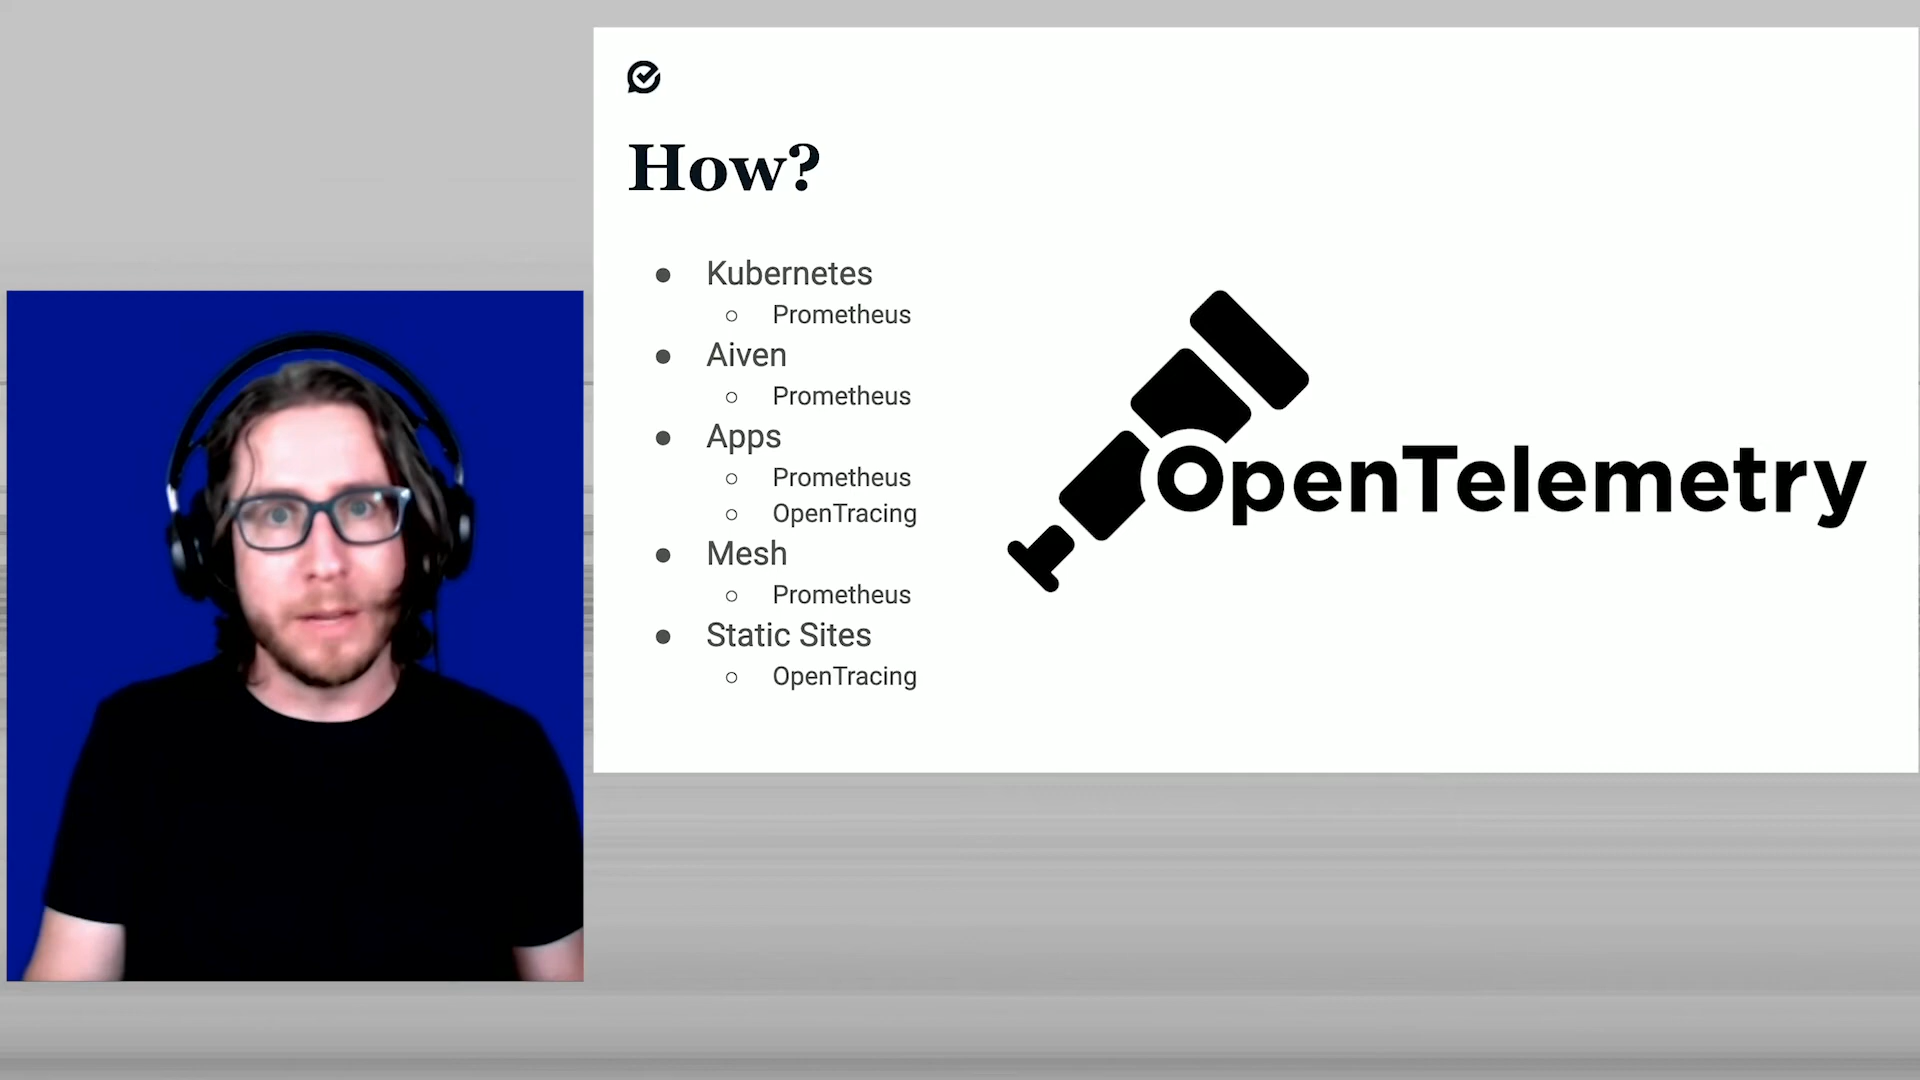 How?
Kubernetes
Prometheus
Aiven
Prometheus
Apps
Prometheus
OpenTracing
Mesh
Prometheus
Static Sites
OpenTracing
OpenTelemetry